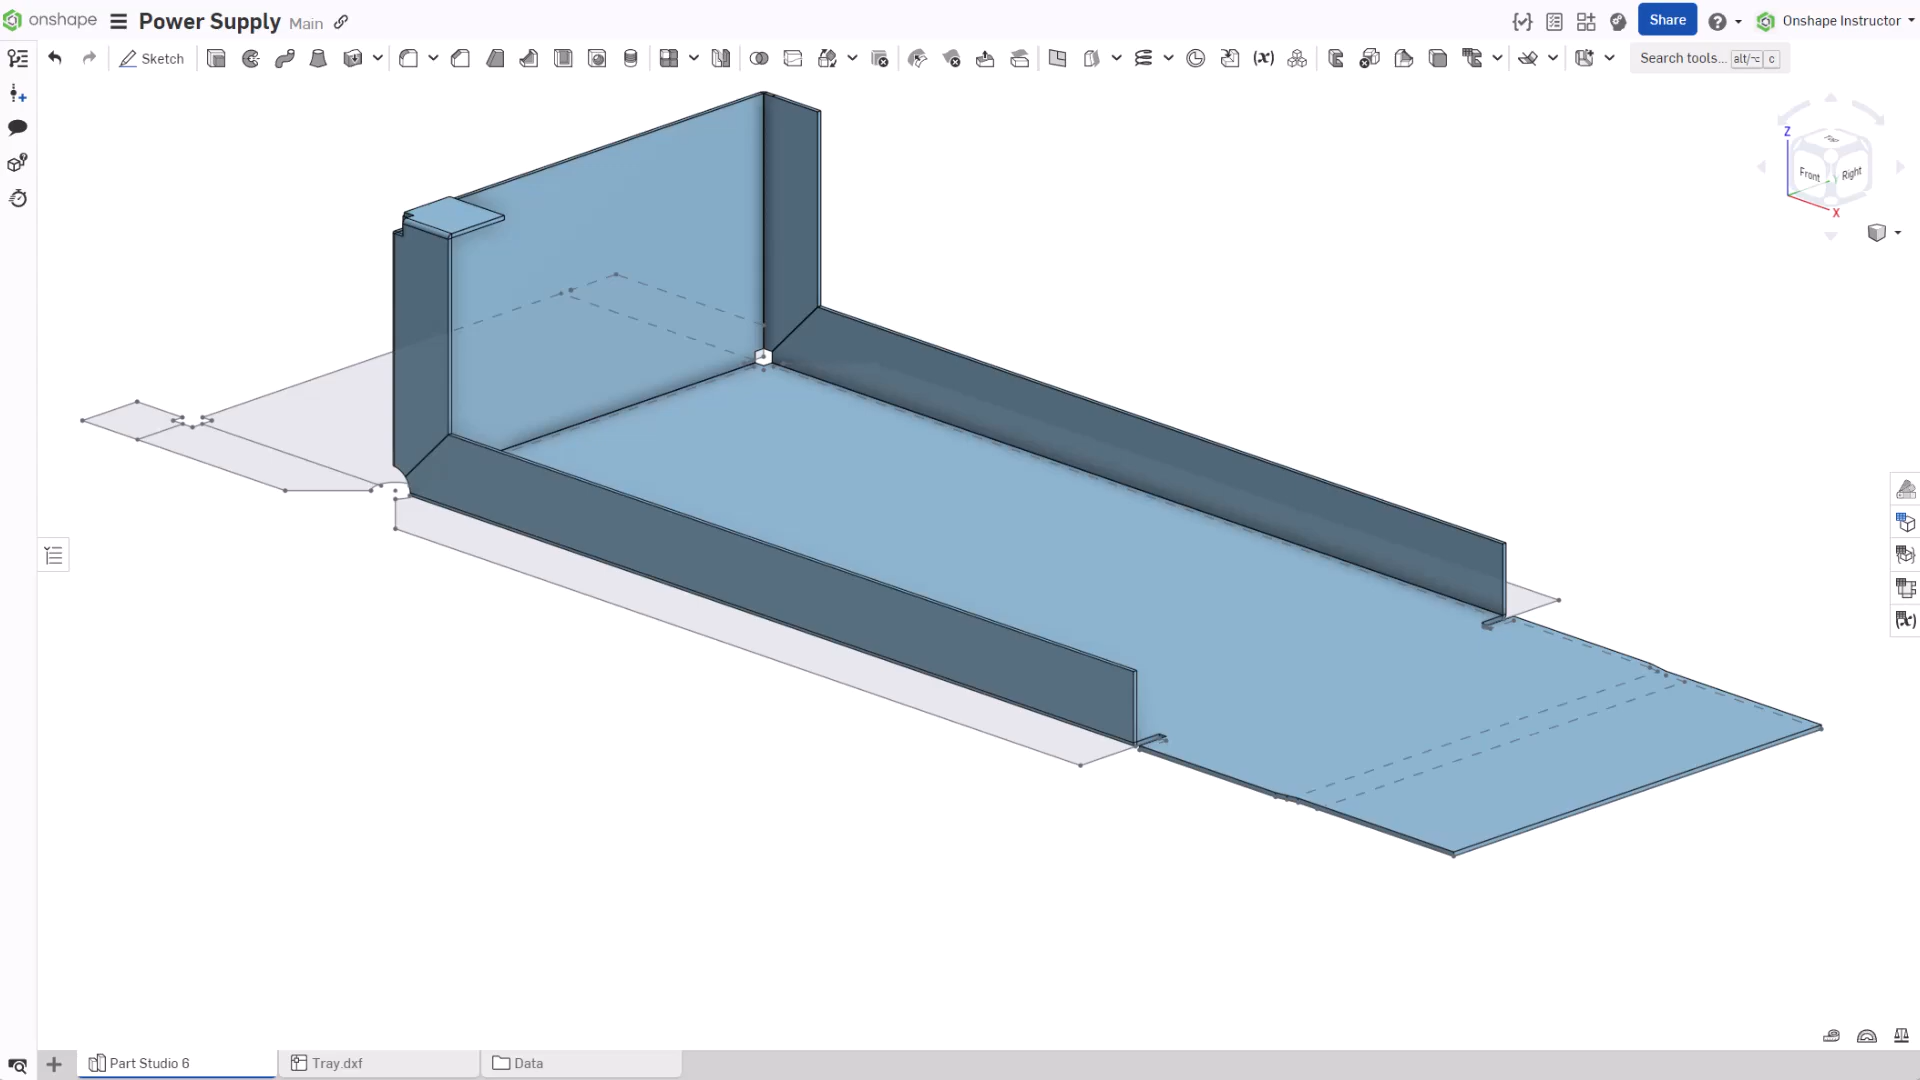 onshape Power Supply Main Share Onshape Instructor
Sketch (x) Search tools... alt/⌥ c
Z
Top
Front Right
X
(x)
Part Studio 6 Tray.dxf Data